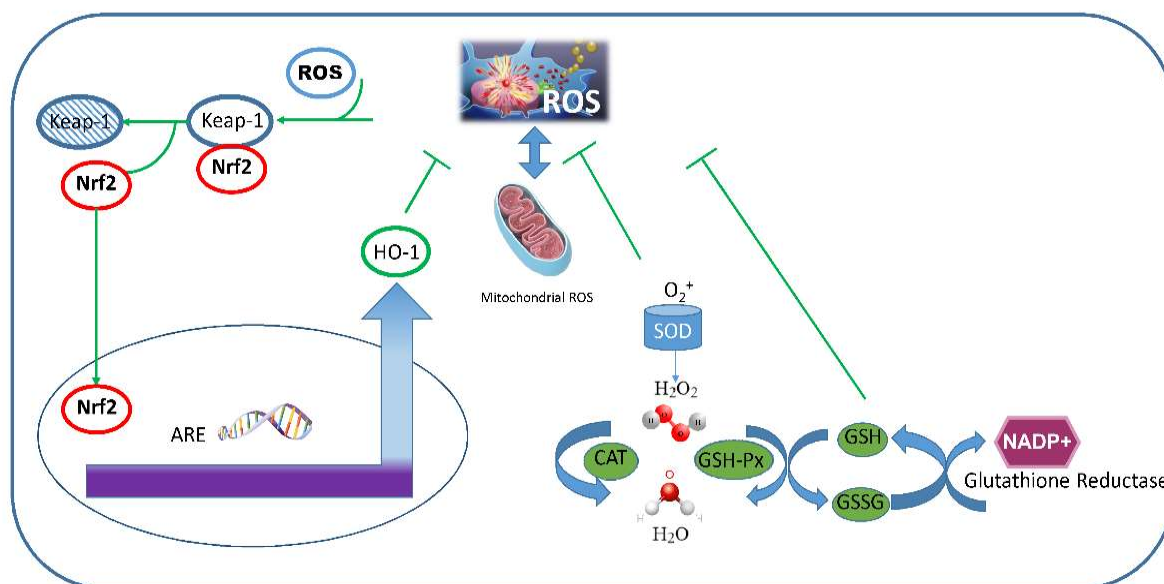 ROS
ROS
Keap-1
Keap-1
Nrf2
Nrf2
HO-1
Mitochondrial ROS
O₂⁺
SOD
H₂O₂
Nrf2
ARE
H
O
O
H
CAT
GSH-Px
GSH
GSSG
NADP+
Glutathione Reductase
O
H
H
H₂O